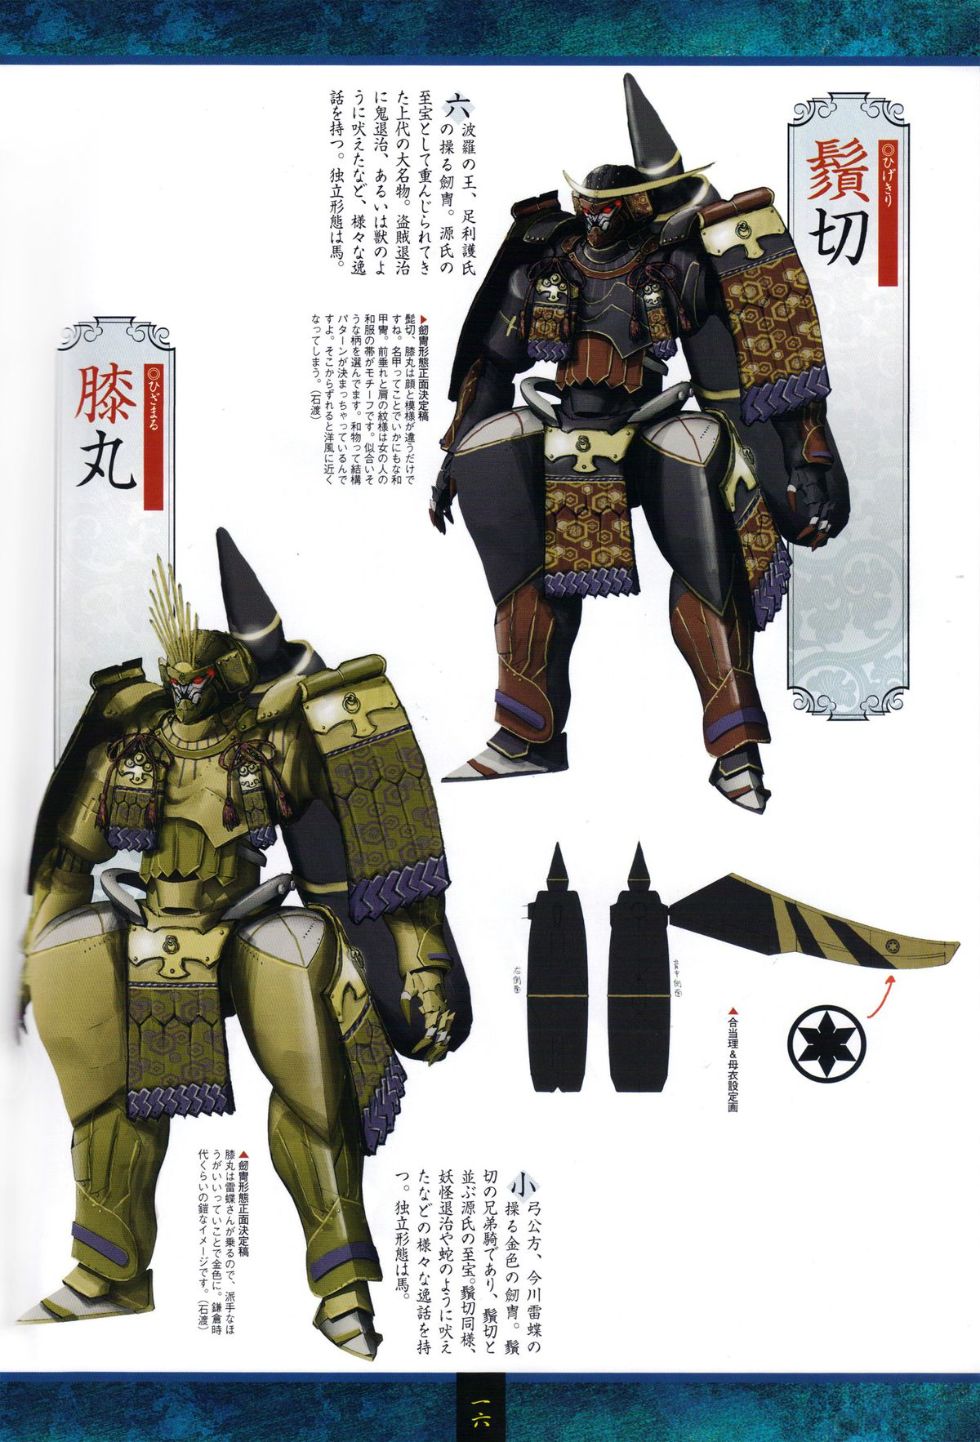 ◎ひげきり
鬚切
六波羅の王、足利護氏
の操る劒冑。源氏の
至宝として重んじられてき
た上代の大名物。盗賊退治
に鬼退治、あるいは獣のよ
うに吠えたなど、様々な逸
話を持つ。独立形態は馬。
▶劒冑形態正面決定稿
髭切、膝丸は顔と模様が違うだけで
すね。名甲ってことでいかにもな和
甲冑。前垂れと肩の紋様は女の人の
和服の帯がモチーフです。似合いそ
うな柄を選んでます。和物って結構
パターンが決まっちゃっているんで
すよ。そこからずれると洋風に近く
なってしまう。（石渡）
◎ひざまる
膝丸
▲合当理&母衣設定画
右側面
小弓公方、今川雷蝶の
操る金色の劒冑。鬚
切の兄弟騎であり、鬚切と
並ぶ源氏の至宝。鬚切同様、
妖怪退治や蛇のように吠え
たなどの様々な逸話を持
つ。独立形態は馬。
▲劒冑形態正面決定稿
膝丸は雷蝶さんが乗るので、派手なほ
うがいいっていことで金色に。鎌倉時
代くらいの鎧なイメージです。（石渡）
一六